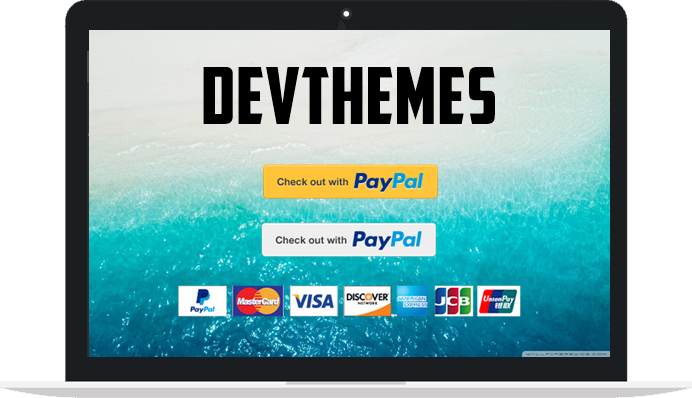 DEVTHEMES
Check out with PayPal
Check out with PayPal
PayPal MasterCard VISA DISCOVER AMERICAN EXPRESS JCB UnionPay 银联
NETWORK